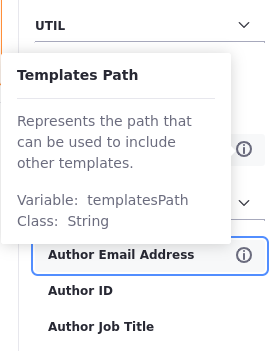 UTIL
Templates Path
Represents the path that
can be used to include
other templates.
Variable: templatesPath
Class: String
Author Email Address
Author ID
Author Job Title